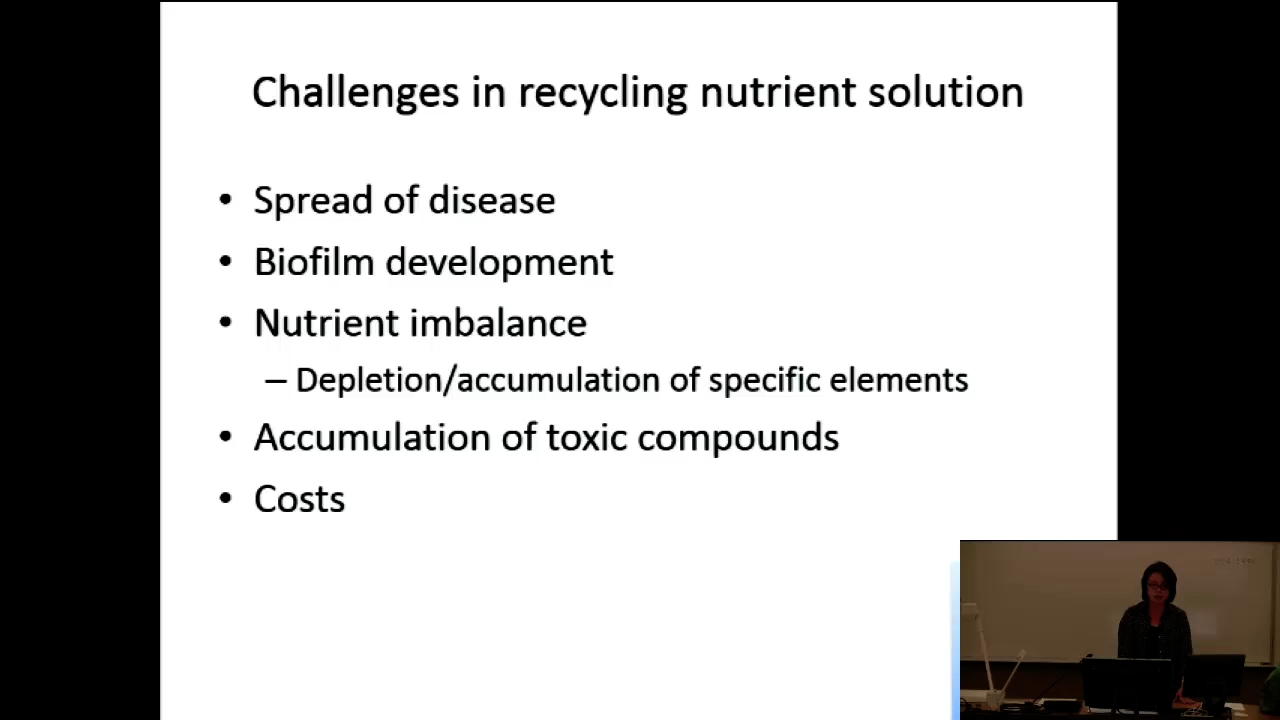 Challenges in recycling nutrient solution
• Spread of disease
• Biofilm development
• Nutrient imbalance
– Depletion/accumulation of specific elements
• Accumulation of toxic compounds
• Costs